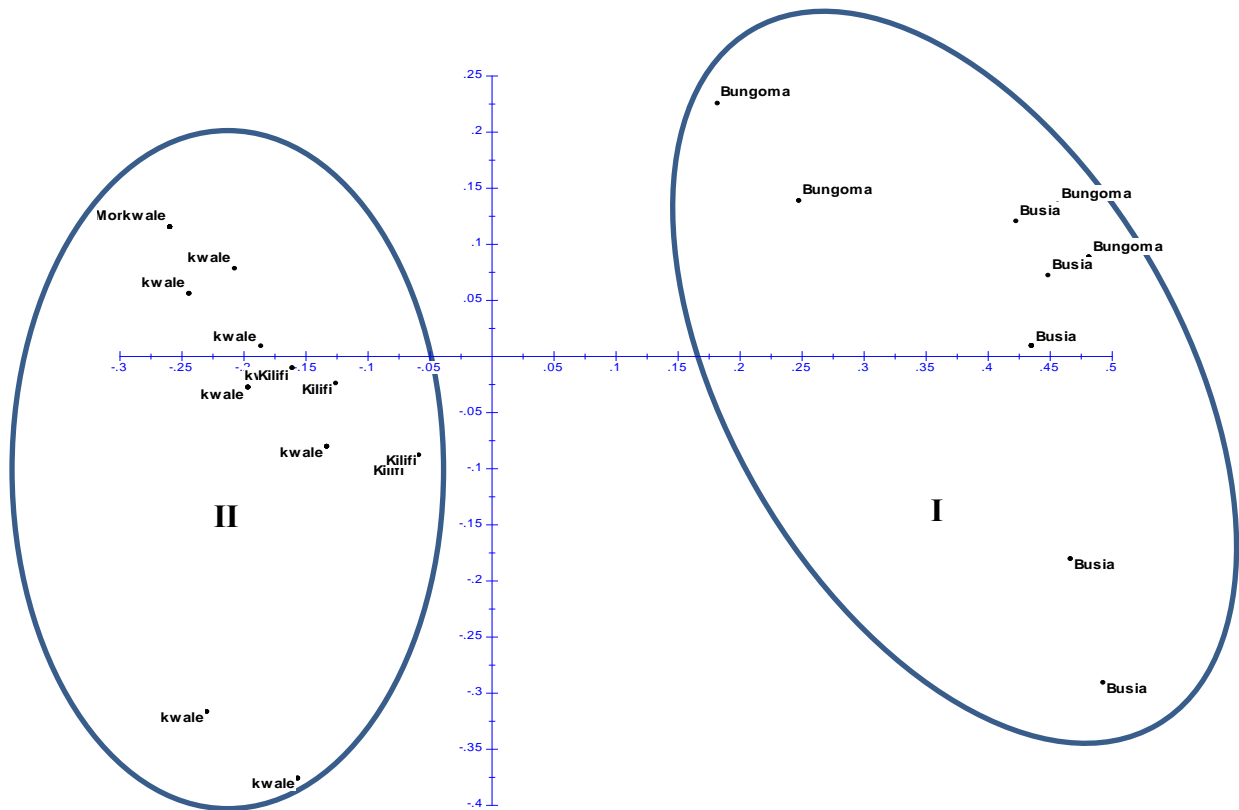 .25
Bungoma
.2
.15
Bungoma
Bungoma
Busia
Morkwale
.1
Bungoma
kwale
Busia
kwale
.05
kwale
Busia
-.3
-.25
-.2
-.15
-.1
-.05
.05
.1
.15
.2
.25
.3
.35
.4
.45
.5
Kilifi
Kilifi
kwale
-.05
kwale
Kilifi
Kilifi
-.1
II
I
-.15
Busia
-.2
-.25
Busia
-.3
kwale
-.35
kwale
-.4